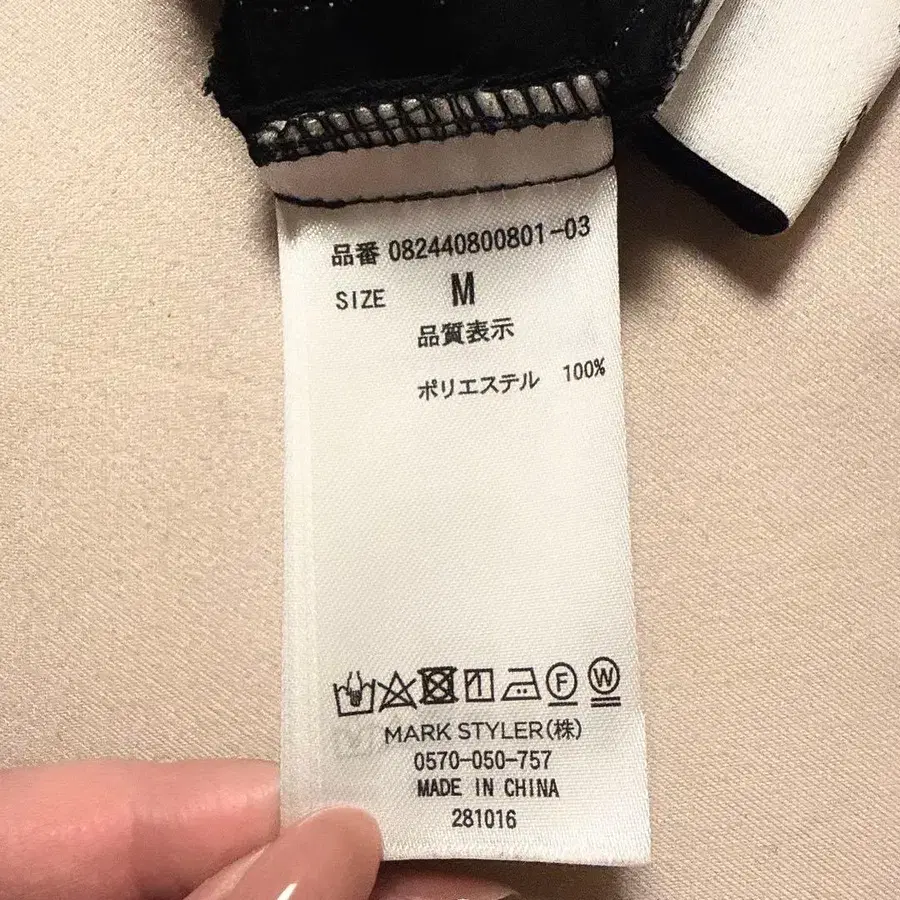 品番 082440800801-03
SIZE M
品質表示
ポリエステル 100%
F W
MARK STYLER(株)
0570-050-757
MADE IN CHINA
281016